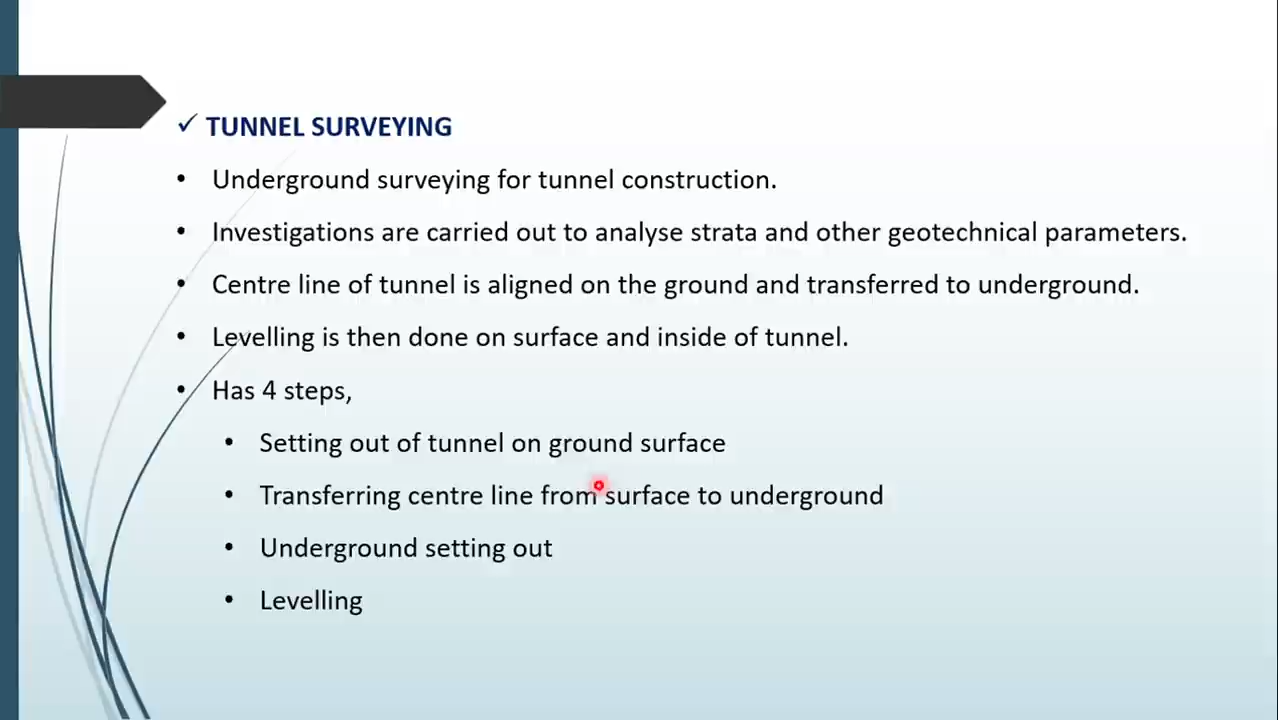 ✓ TUNNEL SURVEYING
• Underground surveying for tunnel construction.
• Investigations are carried out to analyse strata and other geotechnical parameters.
• Centre line of tunnel is aligned on the ground and transferred to underground.
• Levelling is then done on surface and inside of tunnel.
• Has 4 steps,
• Setting out of tunnel on ground surface
• Transferring centre line from surface to underground
• Underground setting out
• Levelling